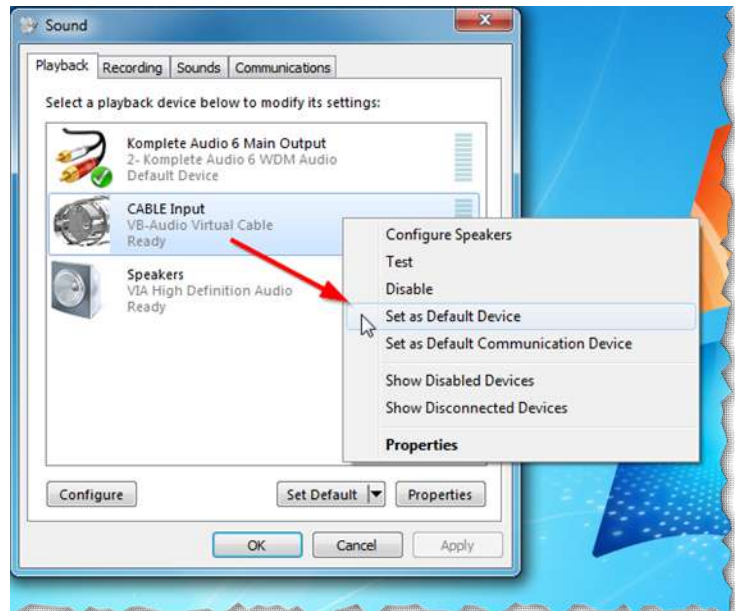 Sound
Playback Recording Sounds Communications
Select a playback device below to modify its settings:
Komplete Audio 6 Main Output
2- Komplete Audio 6 WDM Audio
Default Device
CABLE Input
VB-Audio Virtual Cable
Ready
Speakers
VIA High Definition Audio
Ready
Configure Speakers
Test
Disable
Set as Default Device
Set as Default Communication Device
Show Disabled Devices
Show Disconnected Devices
Properties
Configure Set Default Properties
OK Cancel Apply